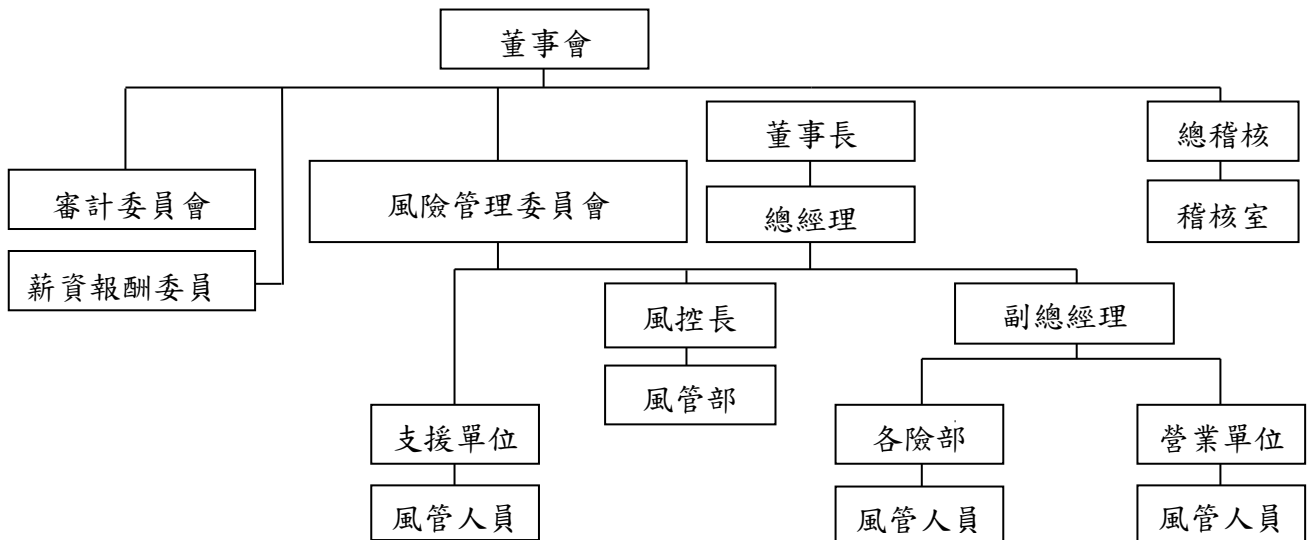 董事會
董事長
總稽核
審計委員會
風險管理委員會
總經理
稽核室
薪資報酬委員
風控長
副總經理
風管部
支援單位
各險部
營業單位
風管人員
風管人員
風管人員